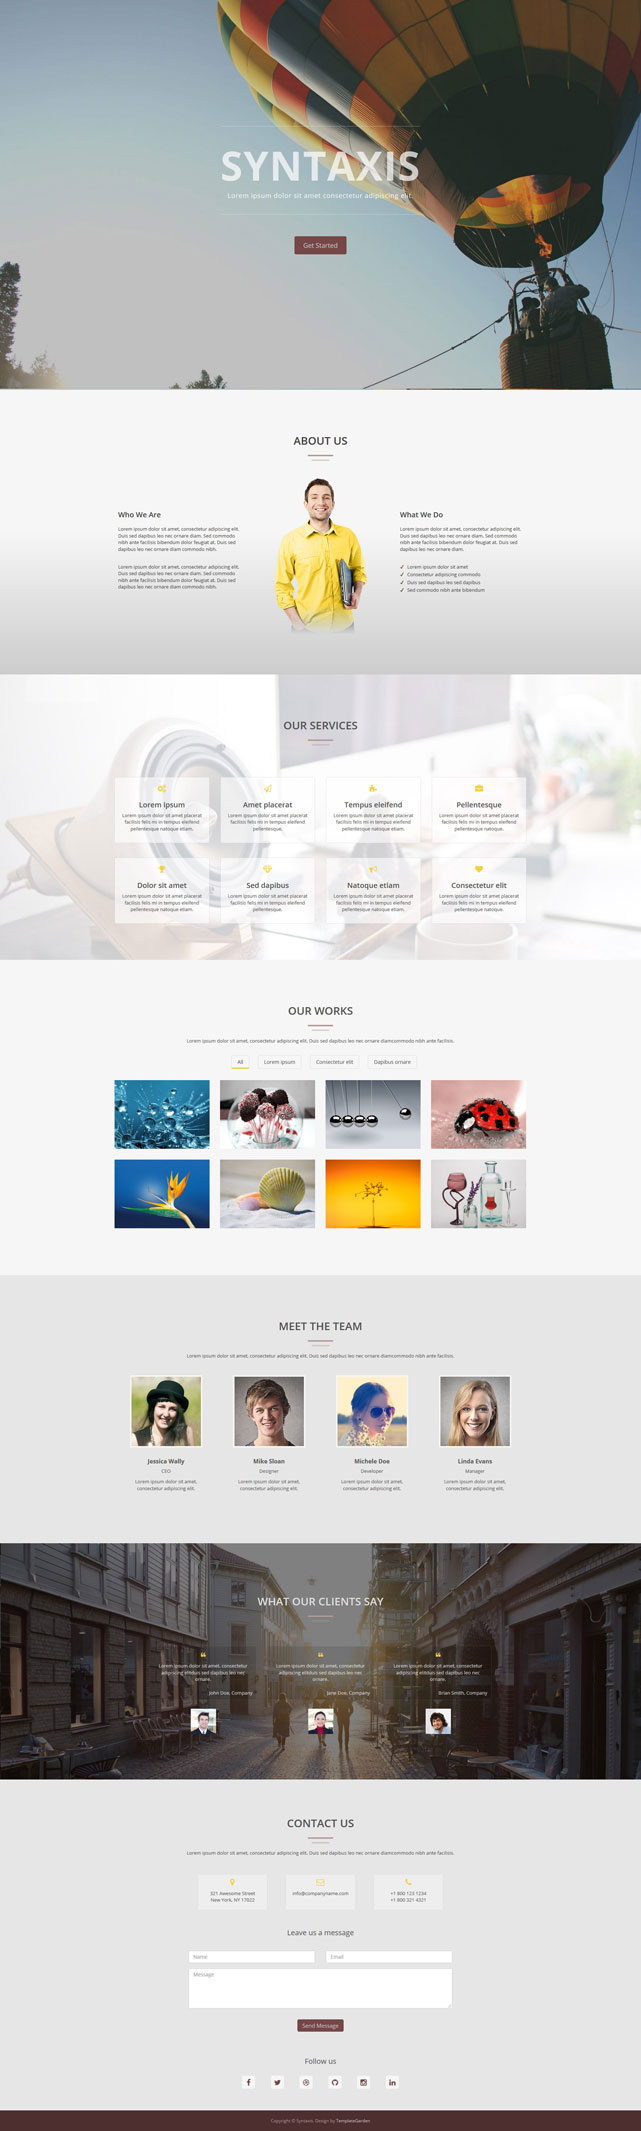 SYNTAXIS
Lorem ipsum dolor sit amet consectetur adipiscing elit.
Get Started
ABOUT US
Who We Are
Lorem ipsum dolor sit amet, consectetur adipiscing elit.
Duis sed dapibus leo nec ornare diam. Sed commodo
nibh ante facilisis bibendum dolor feugiat at. Duis sed
dapibus leo nec ornare diam commodo nibh.
Lorem ipsum dolor sit amet, consectetur adipiscing elit.
Duis sed dapibus leo nec ornare diam. Sed commodo
nibh ante facilisis bibendum dolor feugiat at. Duis sed
dapibus leo nec ornare diam commodo nibh.
What We Do
Lorem ipsum dolor sit amet, consectetur adipiscing elit.
Duis sed dapibus leo nec ornare diam. Sed commodo
nibh ante facilisis bibendum dolor feugiat at. Duis sed
dapibus leo nec ornare diam.
Lorem ipsum dolor sit amet
Consectetur adipiscing commodo
Duis sed dapibus leo sed dapibus
Sed commodo nibh ante bibendum
OUR SERVICES
Lorem ipsum
Lorem ipsum dolor sit amet placerat
facilisis felis mi in tempus eleifend
pellentesque natoque etiam.
Amet placerat
Lorem ipsum dolor sit amet placerat
facilisis felis mi in tempus eleifend
pellentesque natoque etiam.
Tempus eleifend
Lorem ipsum dolor sit amet placerat
facilisis felis mi in tempus eleifend
pellentesque natoque etiam.
Pellentesque
Lorem ipsum dolor sit amet placerat
facilisis felis mi in tempus eleifend
pellentesque natoque etiam.
Dolor sit amet
Lorem ipsum dolor sit amet placerat
facilisis felis mi in tempus eleifend
pellentesque natoque etiam.
Sed dapibus
Lorem ipsum dolor sit amet placerat
facilisis felis mi in tempus eleifend
pellentesque natoque etiam.
Natoque etiam
Lorem ipsum dolor sit amet placerat
facilisis felis mi in tempus eleifend
pellentesque natoque etiam.
Consectetur elit
Lorem ipsum dolor sit amet placerat
facilisis felis mi in tempus eleifend
pellentesque natoque etiam.
OUR WORKS
Lorem ipsum dolor sit amet, consectetur adipiscing elit. Duis sed dapibus leo nec ornare diamcommodo nibh ante facilisis.
All
Lorem ipsum
Consectetur elit
Dapibus ornare
MEET THE TEAM
Lorem ipsum dolor sit amet, consectetur adipiscing elit. Duis sed dapibus leo nec ornare diamcommodo nibh ante facilisis.
Jessica Wally
CEO
Lorem ipsum dolor sit amet,
consectetur adipiscing elit.
Mike Sloan
Designer
Lorem ipsum dolor sit amet,
consectetur adipiscing elit.
Michele Doe
Developer
Lorem ipsum dolor sit amet,
consectetur adipiscing elit.
Linda Evans
Manager
Lorem ipsum dolor sit amet,
consectetur adipiscing elit.
WHAT OUR CLIENTS SAY
Lorem ipsum dolor sit amet, consectetur
adipiscing elitduis sed dapibus leo nec
ornare.
John Doe, Company
Lorem ipsum dolor sit amet, consectetur
adipiscing elitduis sed dapibus leo nec
ornare.
Jane Doe, Company
Lorem ipsum dolor sit amet, consectetur
adipiscing elitduis sed dapibus leo nec
ornare.
Brian Smith, Company
CONTACT US
Lorem ipsum dolor sit amet, consectetur adipiscing elit. Duis sed dapibus leo nec ornare diamcommodo nibh ante facilisis.
321 Awesome Street
New York, NY 17022
info@companyname.com
+1 800 123 1234
+1 800 321 4321
Leave us a message
Name
Email
Message
Send Message
Follow us
Copyright © Syntaxis. Design by TemplateGarden